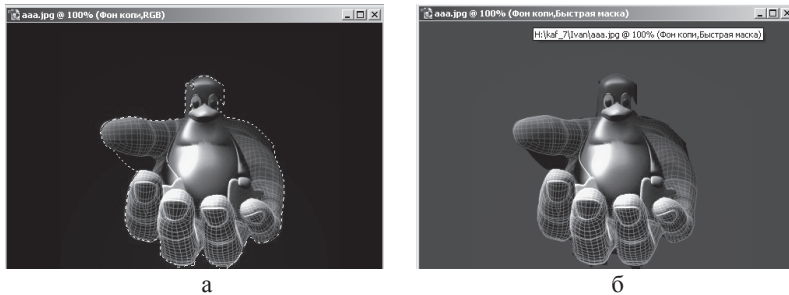 aaa.jpg @ 100% (Фон копи,RGB)
aaa.jpg @ 100% (Фон копи,Быстрая маска)
H:\kaf_7\Ivan\aaa.jpg @ 100% (Фон копи,Быстрая маска)
а
б